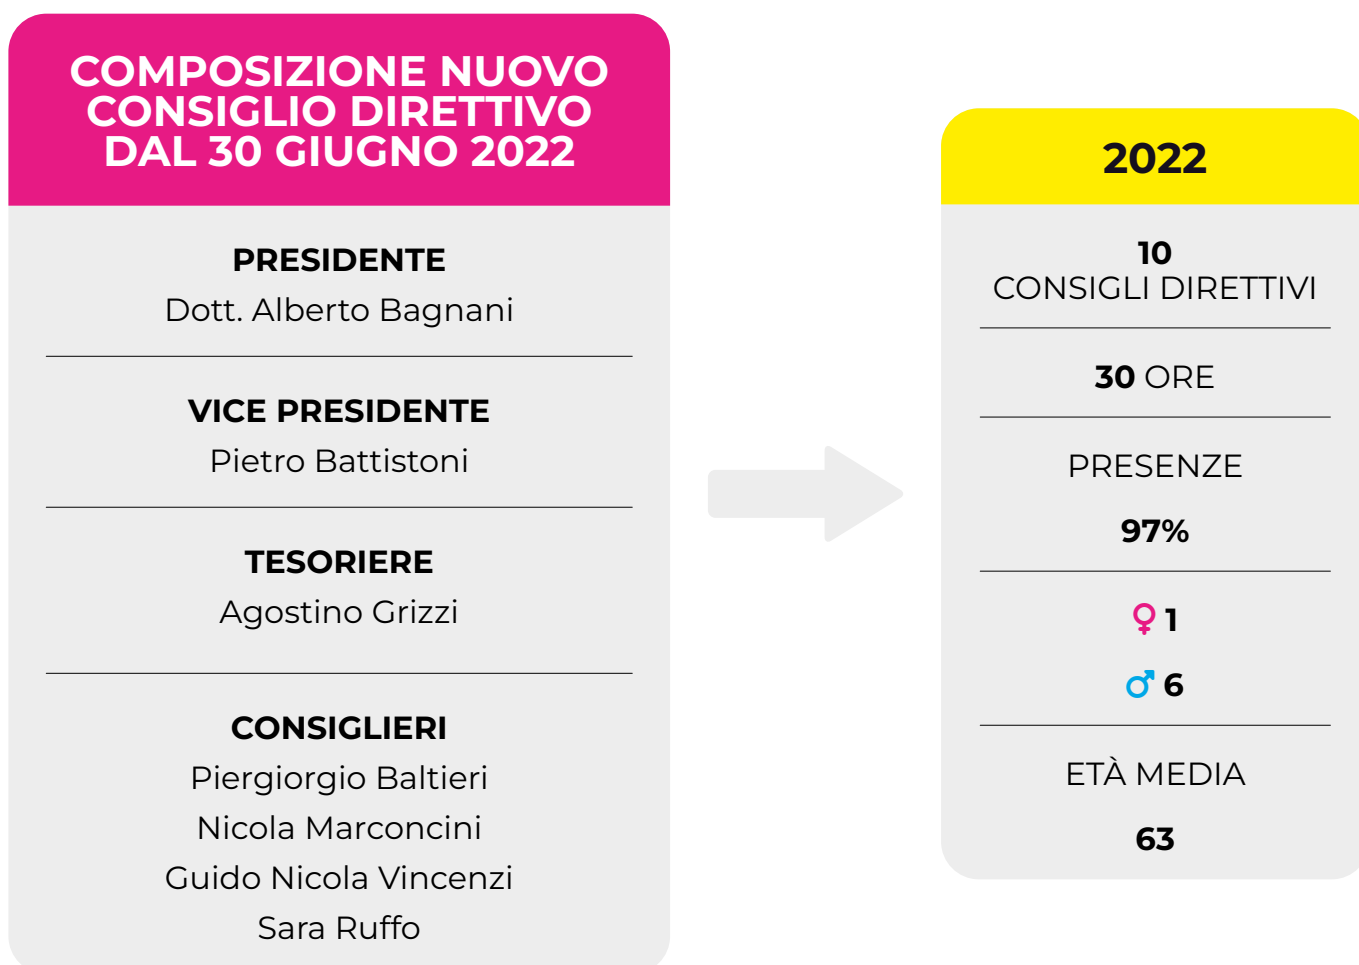 COMPOSIZIONE NUOVO
CONSIGLIO DIRETTIVO
DAL 30 GIUGNO 2022
PRESIDENTE
Dott. Alberto Bagnani
VICE PRESIDENTE
Pietro Battistoni
TESORIERE
Agostino Grizzi
CONSIGLIERI
Piergiorgio Baltieri
Nicola Marconcini
Guido Nicola Vincenzi
Sara Ruffo
2022
10
CONSIGLI DIRETTIVI
30 ORE
PRESENZE
97%
♀ 1
♂ 6
ETÀ MEDIA
63